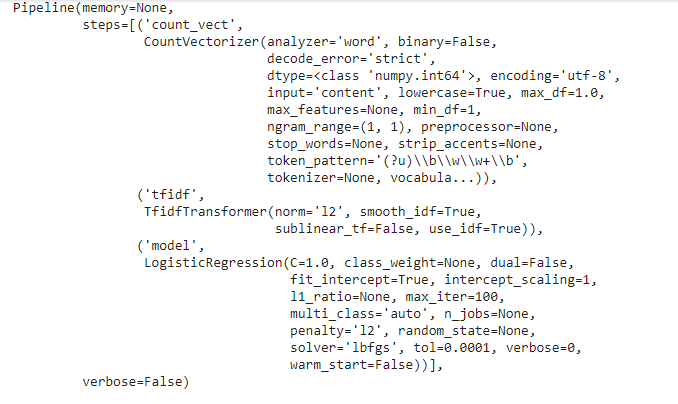 Pipeline(memory=None,
         steps=[('count_vect',
                 CountVectorizer(analyzer='word', binary=False,
                                 decode_error='strict',
                                 dtype=<class 'numpy.int64'>, encoding='utf-8',
                                 input='content', lowercase=True, max_df=1.0,
                                 max_features=None, min_df=1,
                                 ngram_range=(1, 1), preprocessor=None,
                                 stop_words=None, strip_accents=None,
                                 token_pattern='(?u)\\b\\w\\w+\\b',
                                 tokenizer=None, vocabula...)),
                ('tfidf',
                 TfidfTransformer(norm='l2', smooth_idf=True,
                                  sublinear_tf=False, use_idf=True)),
                ('model',
                 LogisticRegression(C=1.0, class_weight=None, dual=False,
                                    fit_intercept=True, intercept_scaling=1,
                                    l1_ratio=None, max_iter=100,
                                    multi_class='auto', n_jobs=None,
                                    penalty='l2', random_state=None,
                                    solver='lbfgs', tol=0.0001, verbose=0,
                                    warm_start=False))],
         verbose=False)